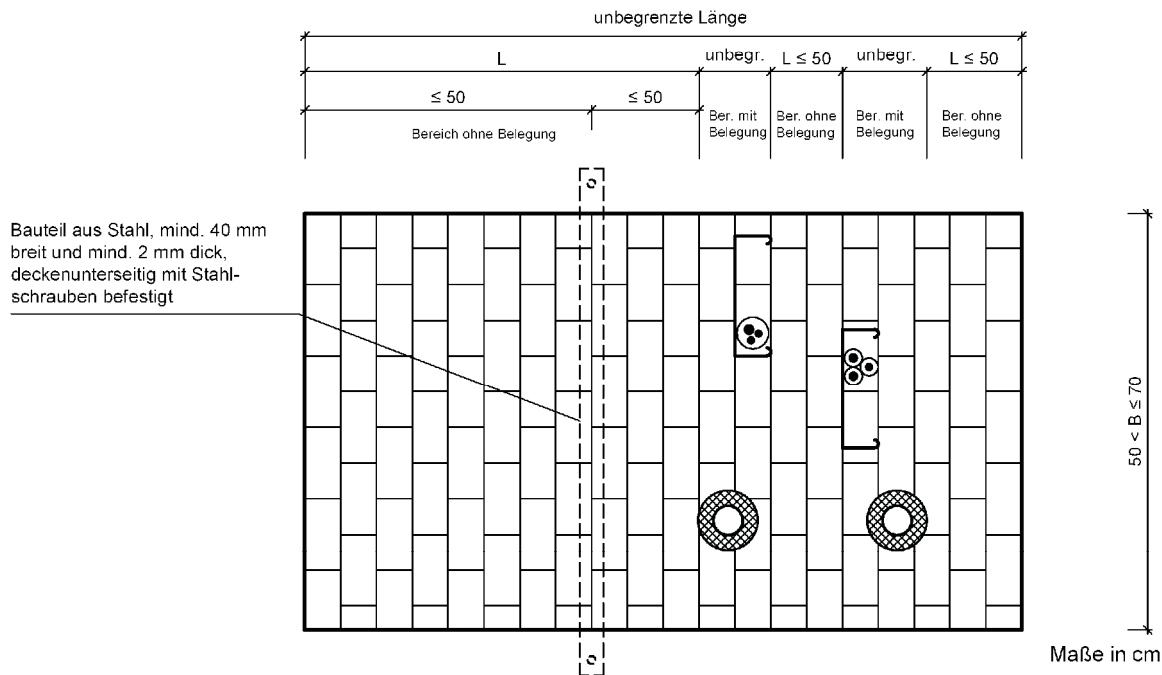 unbegrenzte Länge
L
unbegr.
L ≤ 50
unbegr.
L ≤ 50
≤ 50
≤ 50
Bereich ohne Belegung
Ber. mit
Belegung
Ber. ohne
Belegung
Ber. mit
Belegung
Ber. ohne
Belegung
Bauteil aus Stahl, mind. 40 mm
breit und mind. 2 mm dick,
deckenunterseitig mit Stahl-
schrauben befestigt
50 < B ≤ 70
Maße in cm